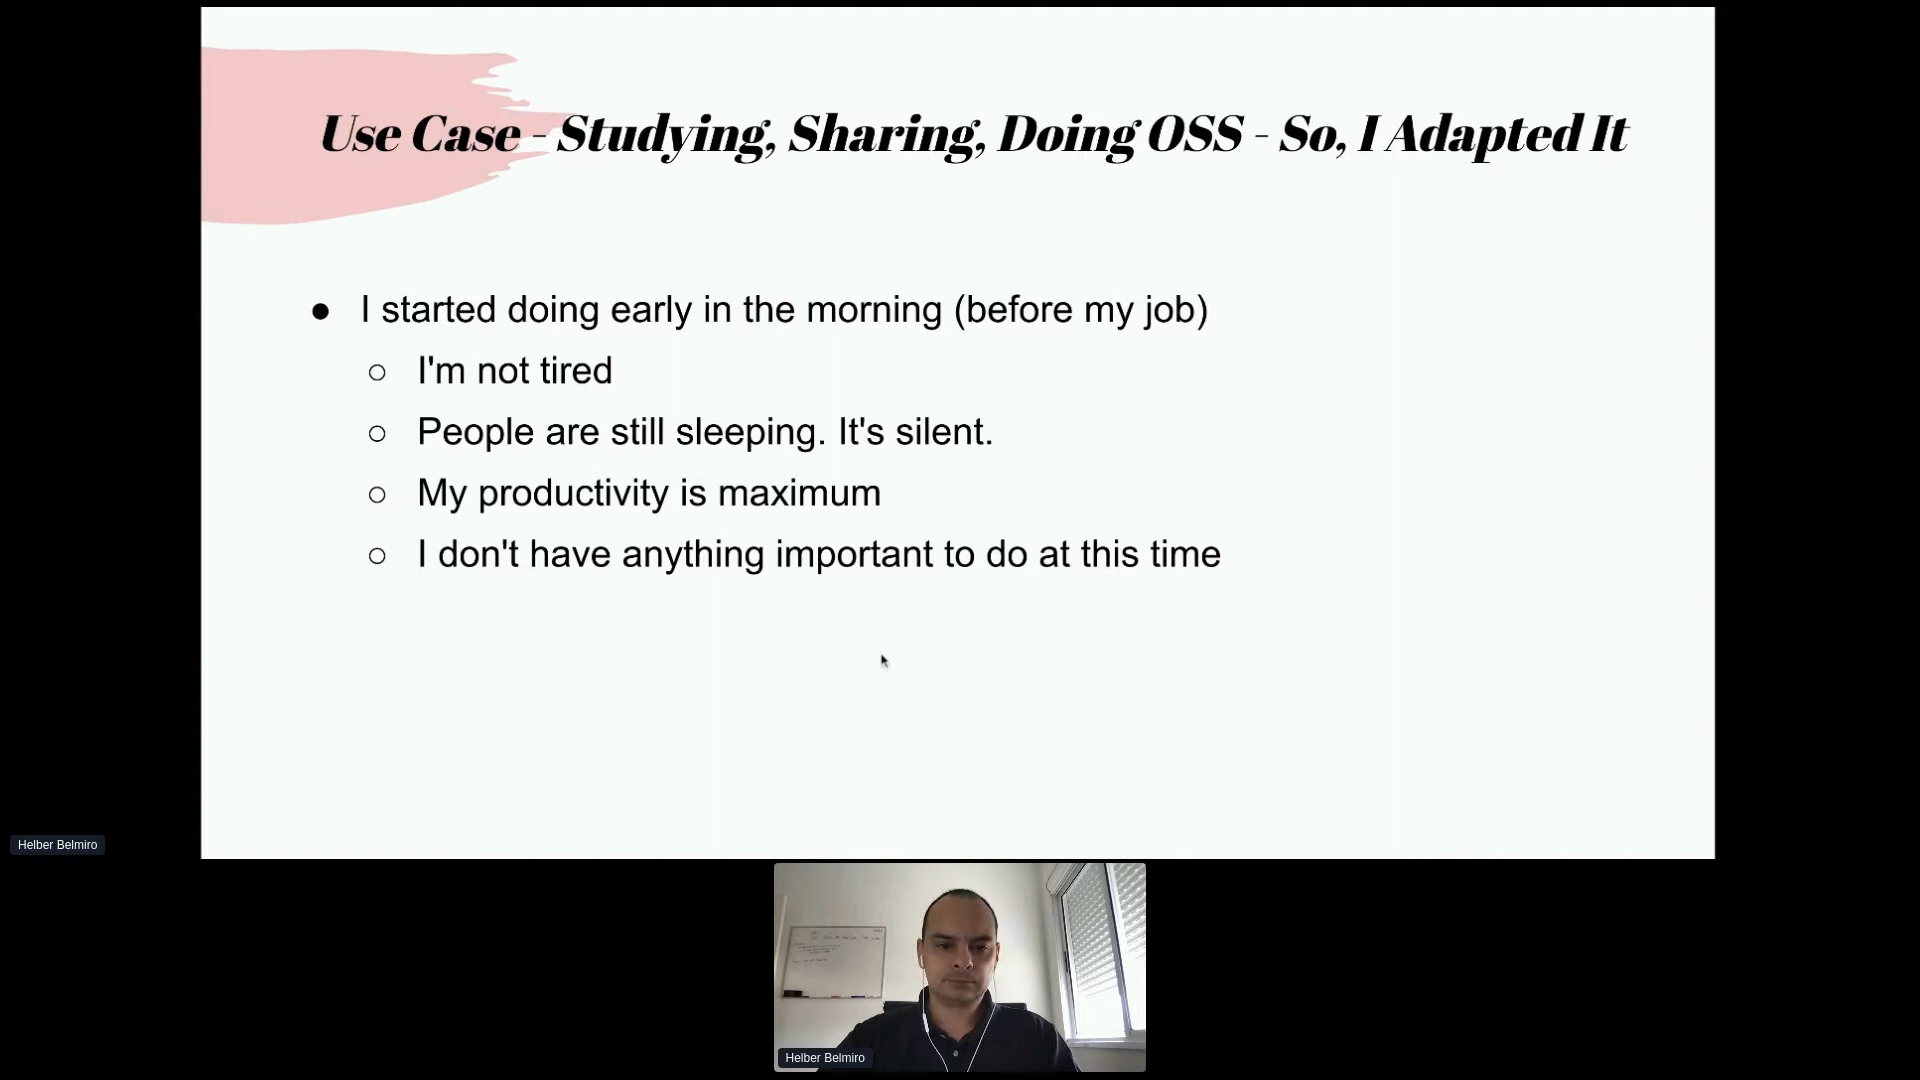 Use Case - Studying, Sharing, Doing OSS - So, I Adapted It
● I started doing early in the morning (before my job)
○ I'm not tired
○ People are still sleeping. It's silent.
○ My productivity is maximum
○ I don't have anything important to do at this time
Helber Belmiro
Helber Belmiro